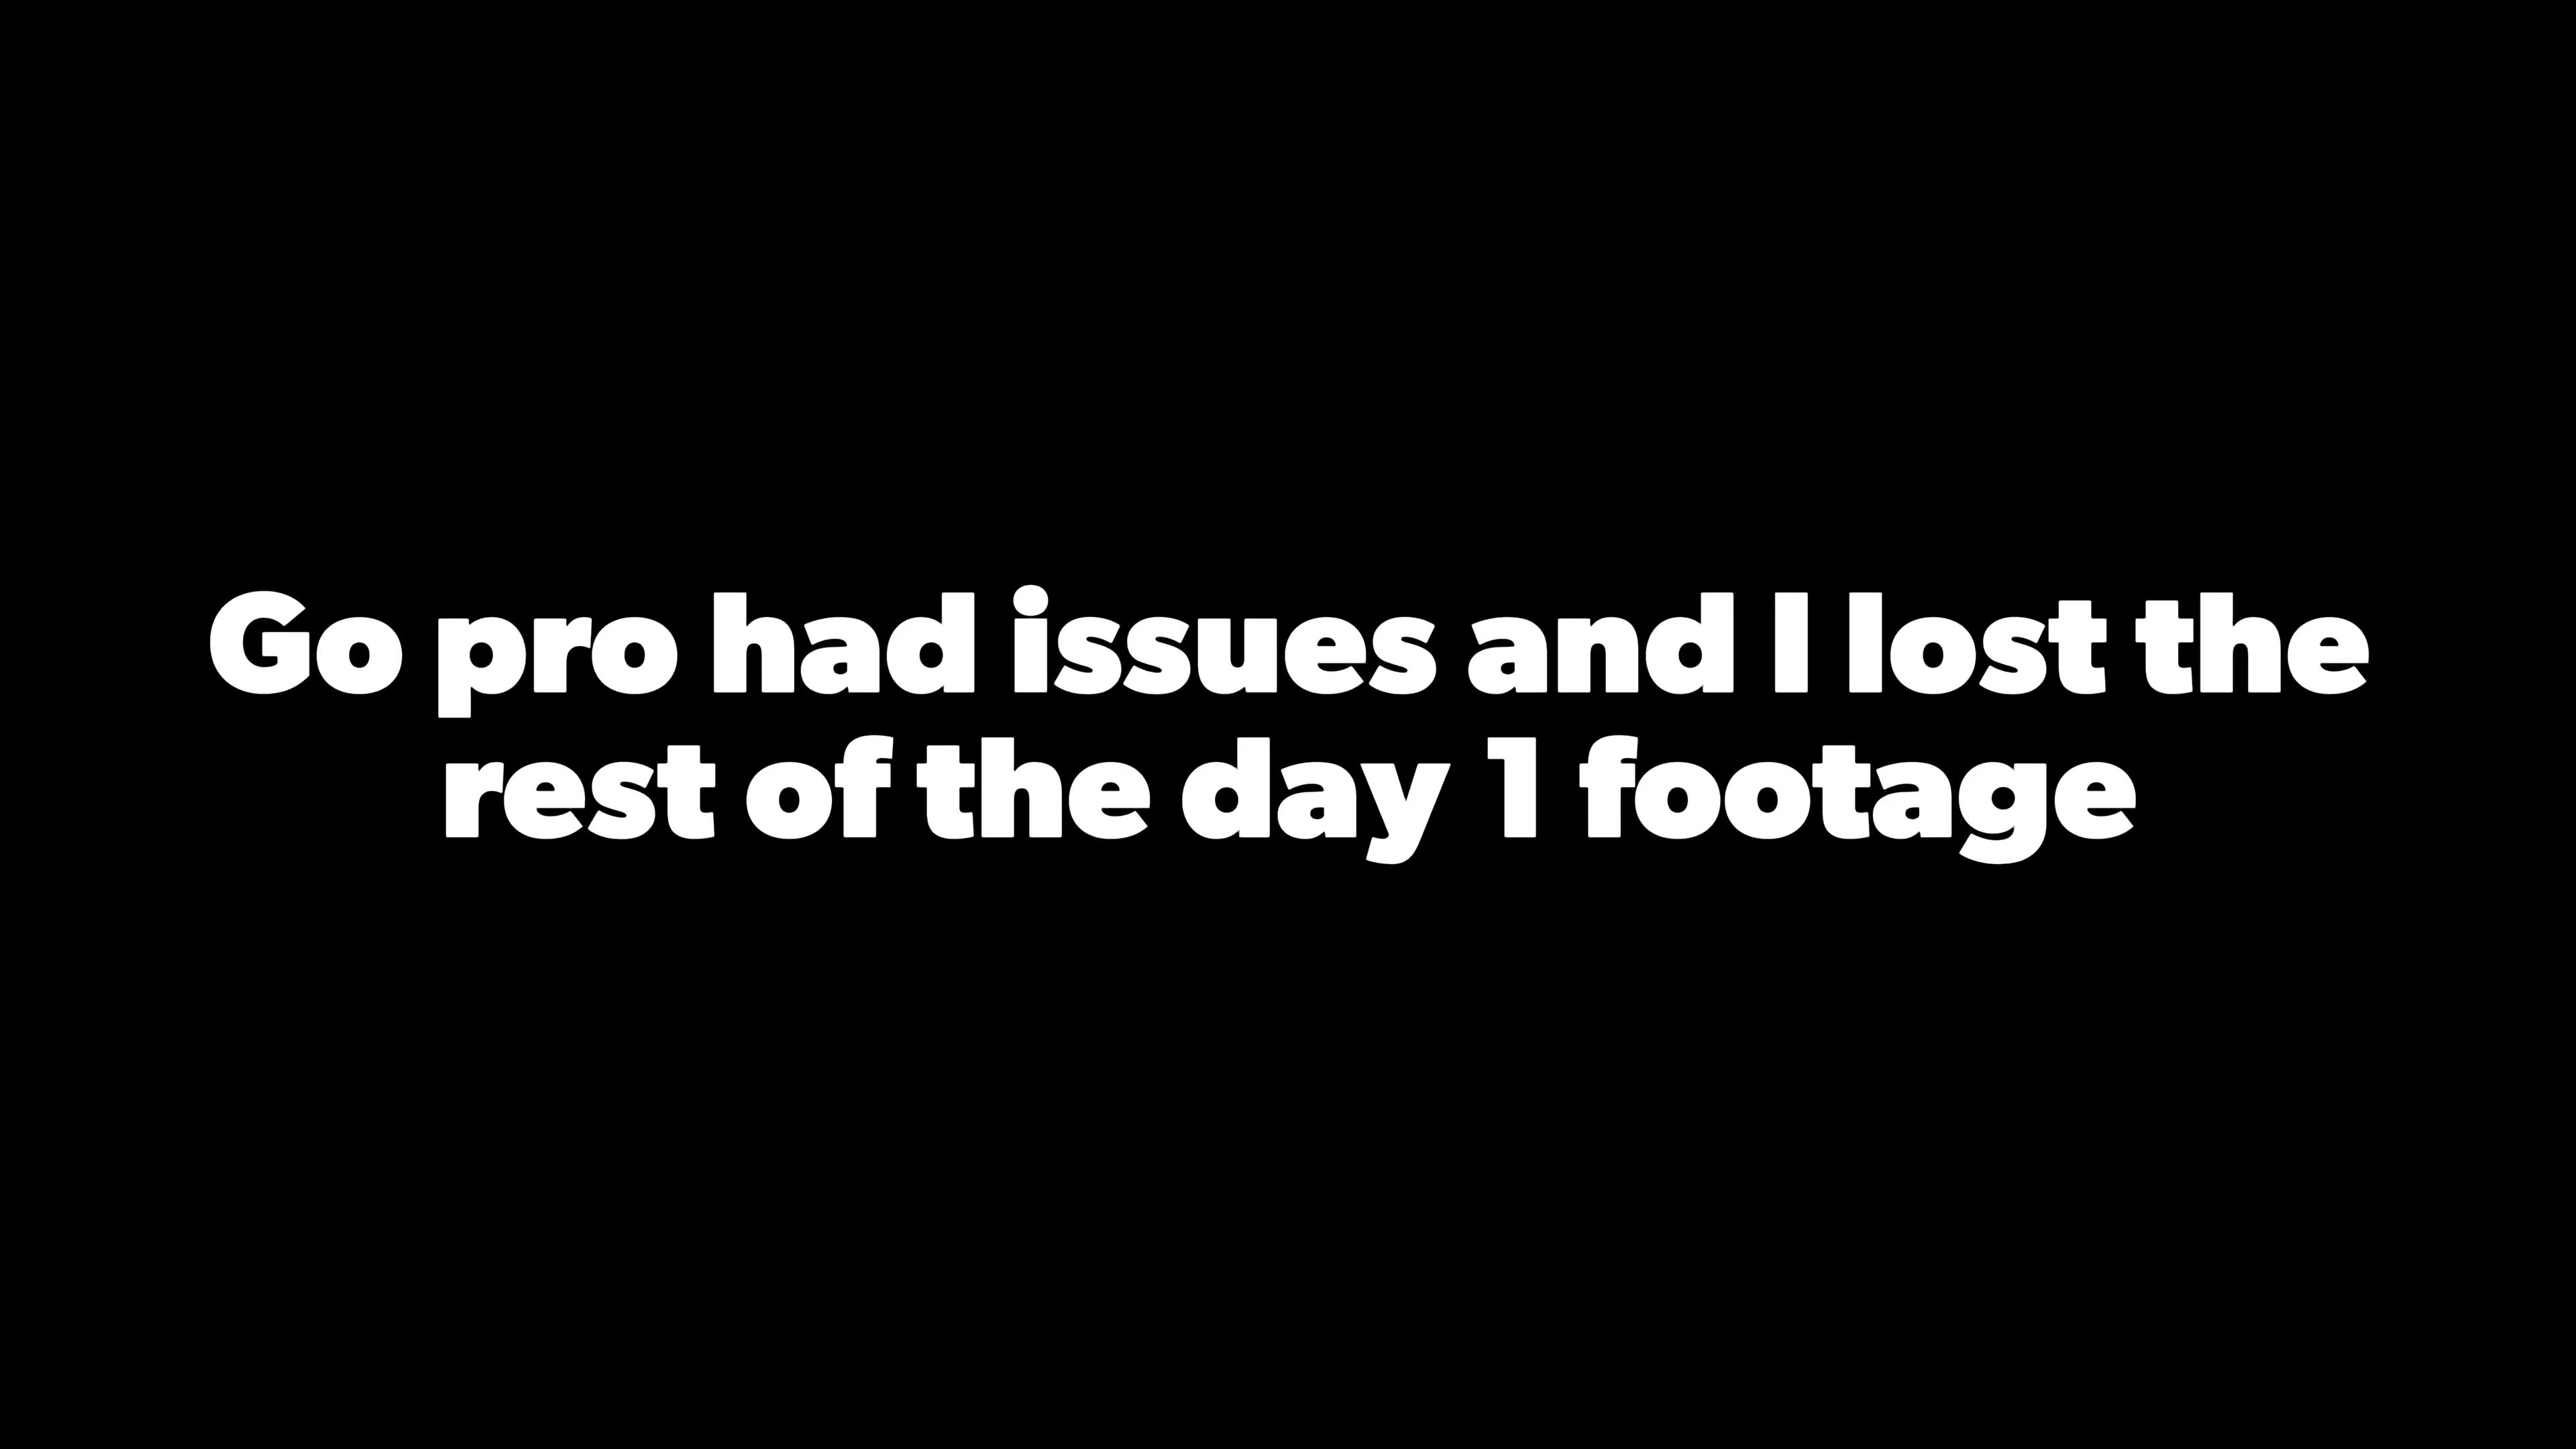 Go pro had issues and I lost the
rest of the day 1 footage